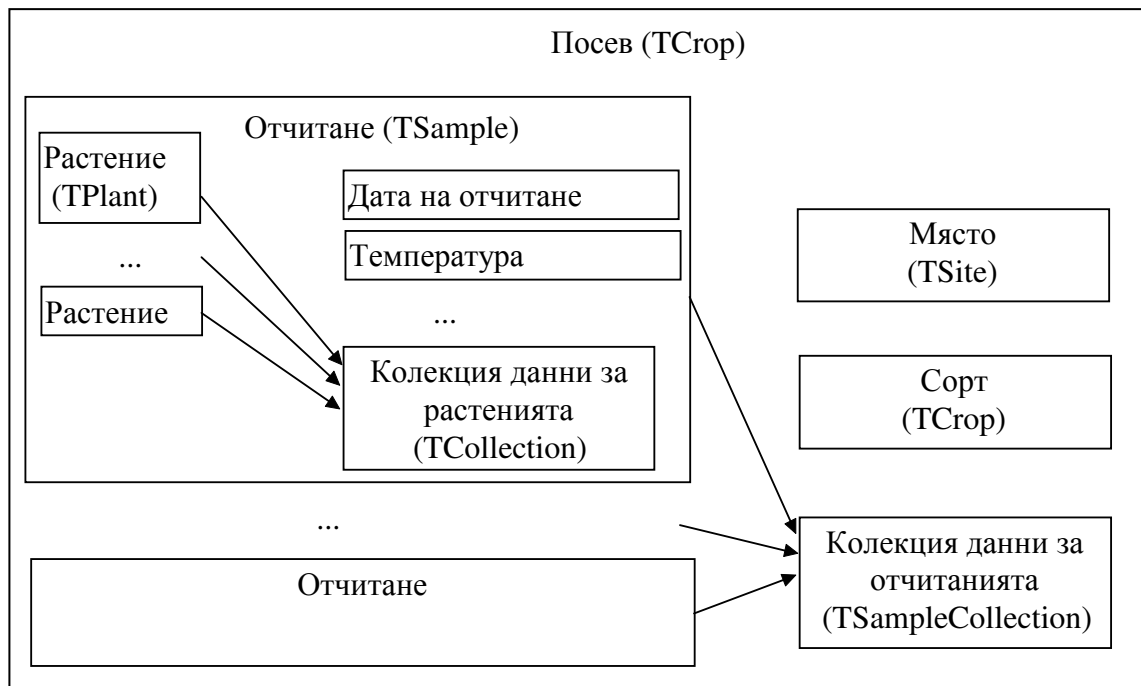 Посев (TCrop)
Отчитане (TSample)
Растение
(TPlant)
...
Растение
Дата на отчитане
Температура
...
Колекция данни за
растенията
(TCollection)
Място
(TSite)
Сорт
(TCrop)
...
Отчитане
Колекция данни за
отчитанията
(TSampleCollection)